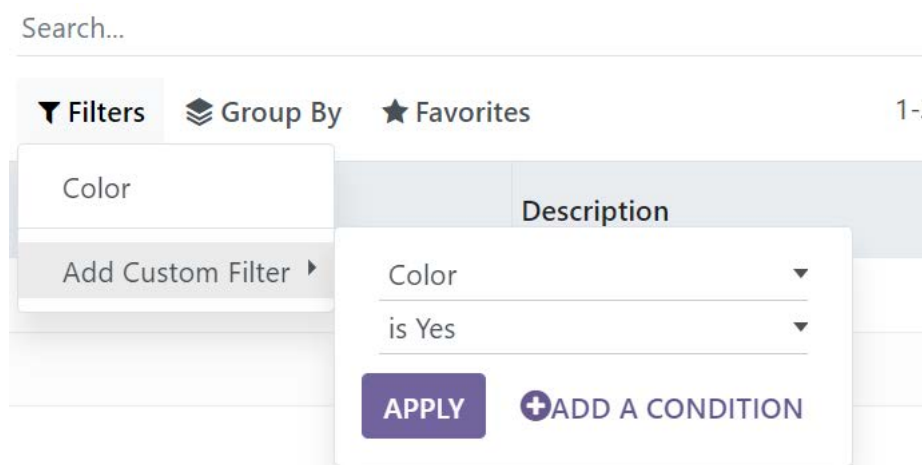 Search...
Filters Group By Favorites 1-
Color
Description
Add Custom Filter
Color
is Yes
APPLY ADD A CONDITION